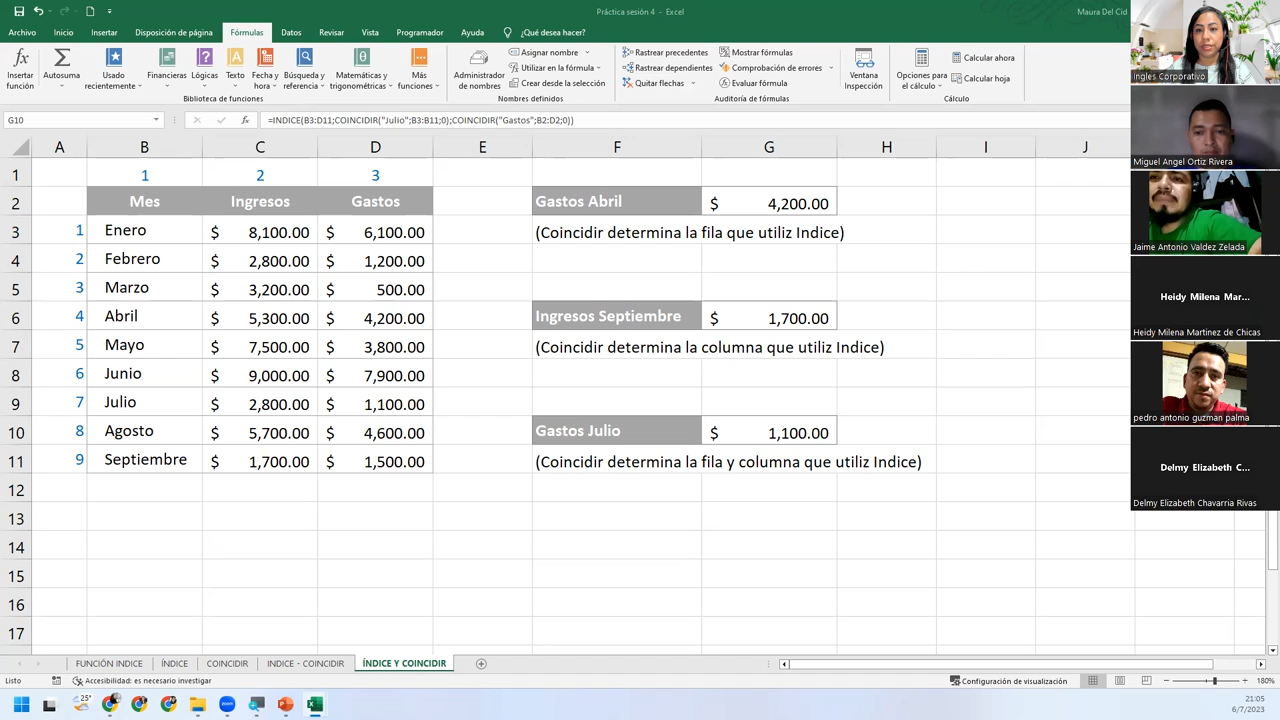 Práctica sesión 4 - Excel
Maura Del Cid
Archivo Inicio Insertar Disposición de página Fórmulas Datos Revisar Vista Programador Ayuda ¿Qué desea hacer?
fx
Insertar función
Autosuma
Usado recientemente
Financieras
Lógicas
Texto
Fecha y hora
Búsqueda y referencia
Matemáticas y trigonométricas
Más funciones
Biblioteca de funciones
Administrador de nombres
Asignar nombre
Utilizar en la fórmula
Crear desde la selección
Nombres definidos
Rastrear precedentes
Rastrear dependientes
Quitar flechas
Mostrar fórmulas
Comprobación de errores
Evaluar fórmula
Auditoría de fórmulas
Ventana Inspección
Opciones para el cálculo
Calcular ahora
Calcular hoja
Cálculo
G10 fx =INDICE(B3:D11;COINCIDIR("Julio";B3:B11;0);COINCIDIR("Gastos";B2:D2;0))
A B C D E F G H I J
1 1 2 3
2 Mes Ingresos Gastos Gastos Abril $ 4,200.00
3 1 Enero $ 8,100.00 $ 6,100.00 (Coincidir determina la fila que utiliz Indice)
4 2 Febrero $ 2,800.00 $ 1,200.00
5 3 Marzo $ 3,200.00 $ 500.00
6 4 Abril $ 5,300.00 $ 4,200.00 Ingresos Septiembre $ 1,700.00
7 5 Mayo $ 7,500.00 $ 3,800.00 (Coincidir determina la columna que utiliz Indice)
8 6 Junio $ 9,000.00 $ 7,900.00
9 7 Julio $ 2,800.00 $ 1,100.00
10 8 Agosto $ 5,700.00 $ 4,600.00 Gastos Julio $ 1,100.00
11 9 Septiembre $ 1,700.00 $ 1,500.00 (Coincidir determina la fila y columna que utiliz Indice)
12
13
14
15
16
17
Ingles Corporativo
Miguel Angel Ortiz Rivera
Jaime Antonio Valdez Zelada
Heidy Milena Mar...
Heidy Milena Martinez de Chicas
pedro antonio guzman palma
Delmy Elizabeth C...
Delmy Elizabeth Chavarria Rivas
FUNCIÓN INDICE ÍNDICE COINCIDIR INDICE - COINCIDIR ÍNDICE Y COINCIDIR
Listo Accesibilidad: es necesario investigar Configuración de visualización 180%
25°
zoom
21:05
6/7/2023